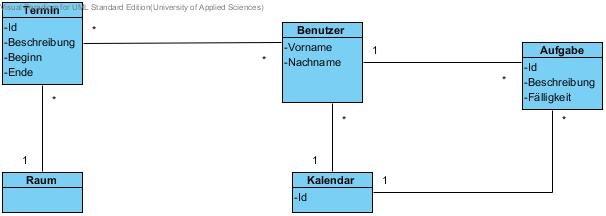 Visual Paradigm for UML Standard Edition(University of Applied Sciences)
Termin
-Id
-Beschreibung
-Beginn
-Ende
*
*
Benutzer
-Vorname
-Nachname
1
*
Aufgabe
-Id
-Beschreibung
-Fälligkeit
*
1
*
1
*
1
Raum
Kalendar
-Id